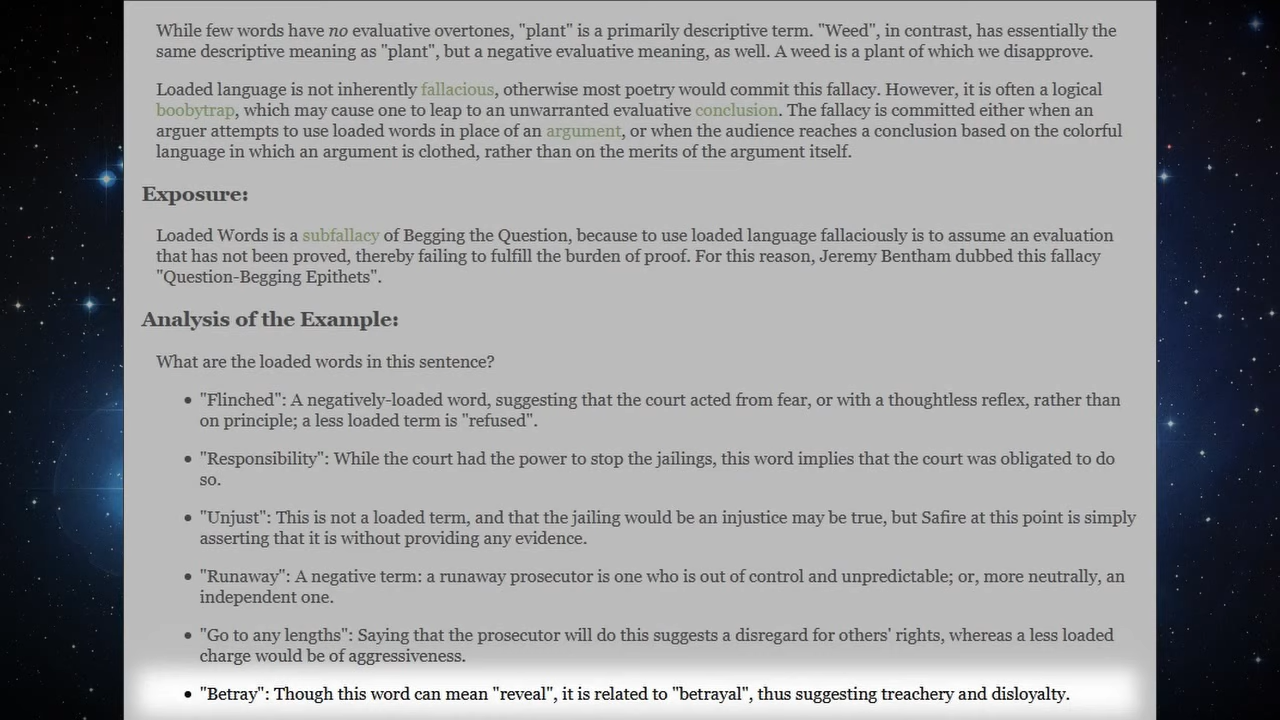 While few words have no evaluative overtones, "plant" is a primarily descriptive term. "Weed", in contrast, has essentially the
same descriptive meaning as "plant", but a negative evaluative meaning, as well. A weed is a plant of which we disapprove.
Loaded language is not inherently fallacious, otherwise most poetry would commit this fallacy. However, it is often a logical
boobytrap, which may cause one to leap to an unwarranted evaluative conclusion. The fallacy is committed either when an
arguer attempts to use loaded words in place of an argument, or when the audience reaches a conclusion based on the colorful
language in which an argument is clothed, rather than on the merits of the argument itself.
Exposure:
Loaded Words is a subfallacy of Begging the Question, because to use loaded language fallaciously is to assume an evaluation
that has not been proved, thereby failing to fulfill the burden of proof. For this reason, Jeremy Bentham dubbed this fallacy
"Question-Begging Epithets".
Analysis of the Example:
What are the loaded words in this sentence?
• "Flinched": A negatively-loaded word, suggesting that the court acted from fear, or with a thoughtless reflex, rather than
on principle; a less loaded term is "refused".
• "Responsibility": While the court had the power to stop the jailings, this word implies that the court was obligated to do
so.
• "Unjust": This is not a loaded term, and that the jailing would be an injustice may be true, but Safire at this point is simply
asserting that it is without providing any evidence.
• "Runaway": A negative term: a runaway prosecutor is one who is out of control and unpredictable; or, more neutrally, an
independent one.
• "Go to any lengths": Saying that the prosecutor will do this suggests a disregard for others' rights, whereas a less loaded
charge would be of aggressiveness.
• "Betray": Though this word can mean "reveal", it is related to "betrayal", thus suggesting treachery and disloyalty.